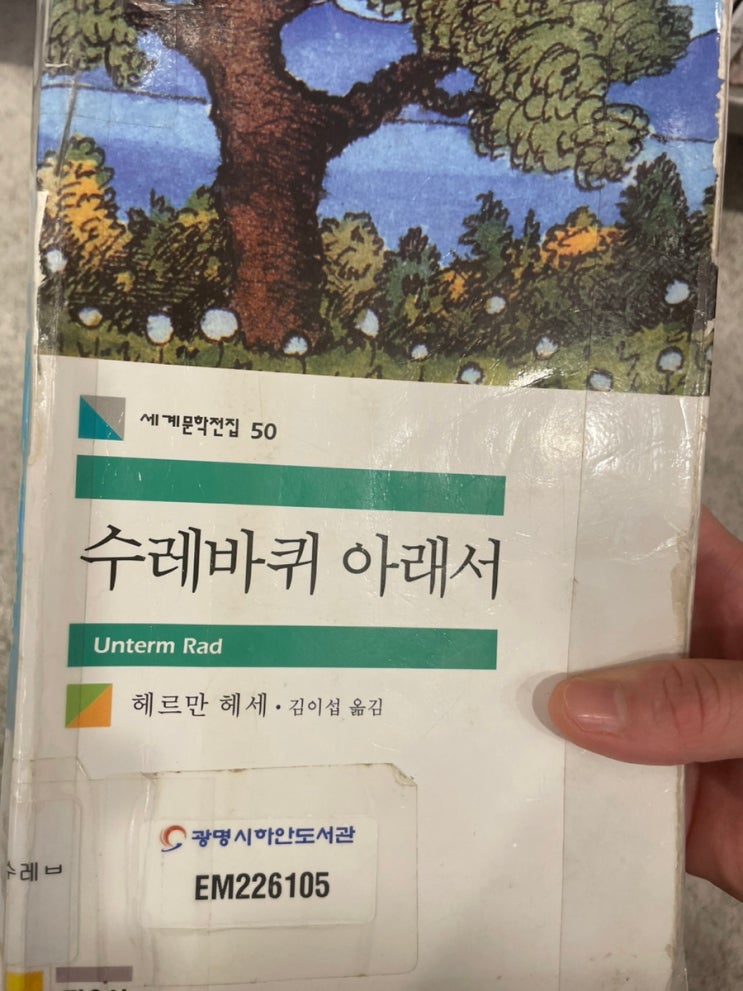 세계문학전집 50
수레바퀴 아래서
Unterm Rad
헤르만 헤세·김이섭 옮김
광명시하안도서관
EM226105
수레ㅂ